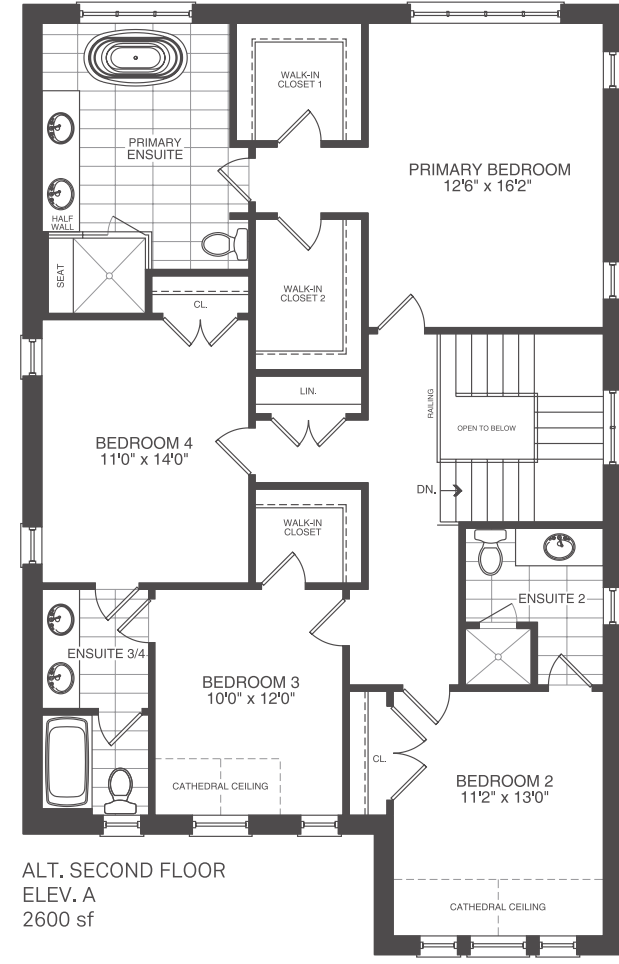 WALK-IN
CLOSET 1
PRIMARY
ENSUITE
PRIMARY BEDROOM
12'6" x 16'2"
HALF
WALL
SEAT
WALK-IN
CLOSET 2
CL.
LIN.
RAILING
OPEN TO BELOW
BEDROOM 4
11'0" x 14'0"
DN.
WALK-IN
CLOSET
ENSUITE 2
ENSUITE 3/4
BEDROOM 3
10'0" x 12'0"
CL.
BEDROOM 2
11'2" x 13'0"
CATHEDRAL CEILING
CATHEDRAL CEILING
ALT. SECOND FLOOR
ELEV. A
2600 sf